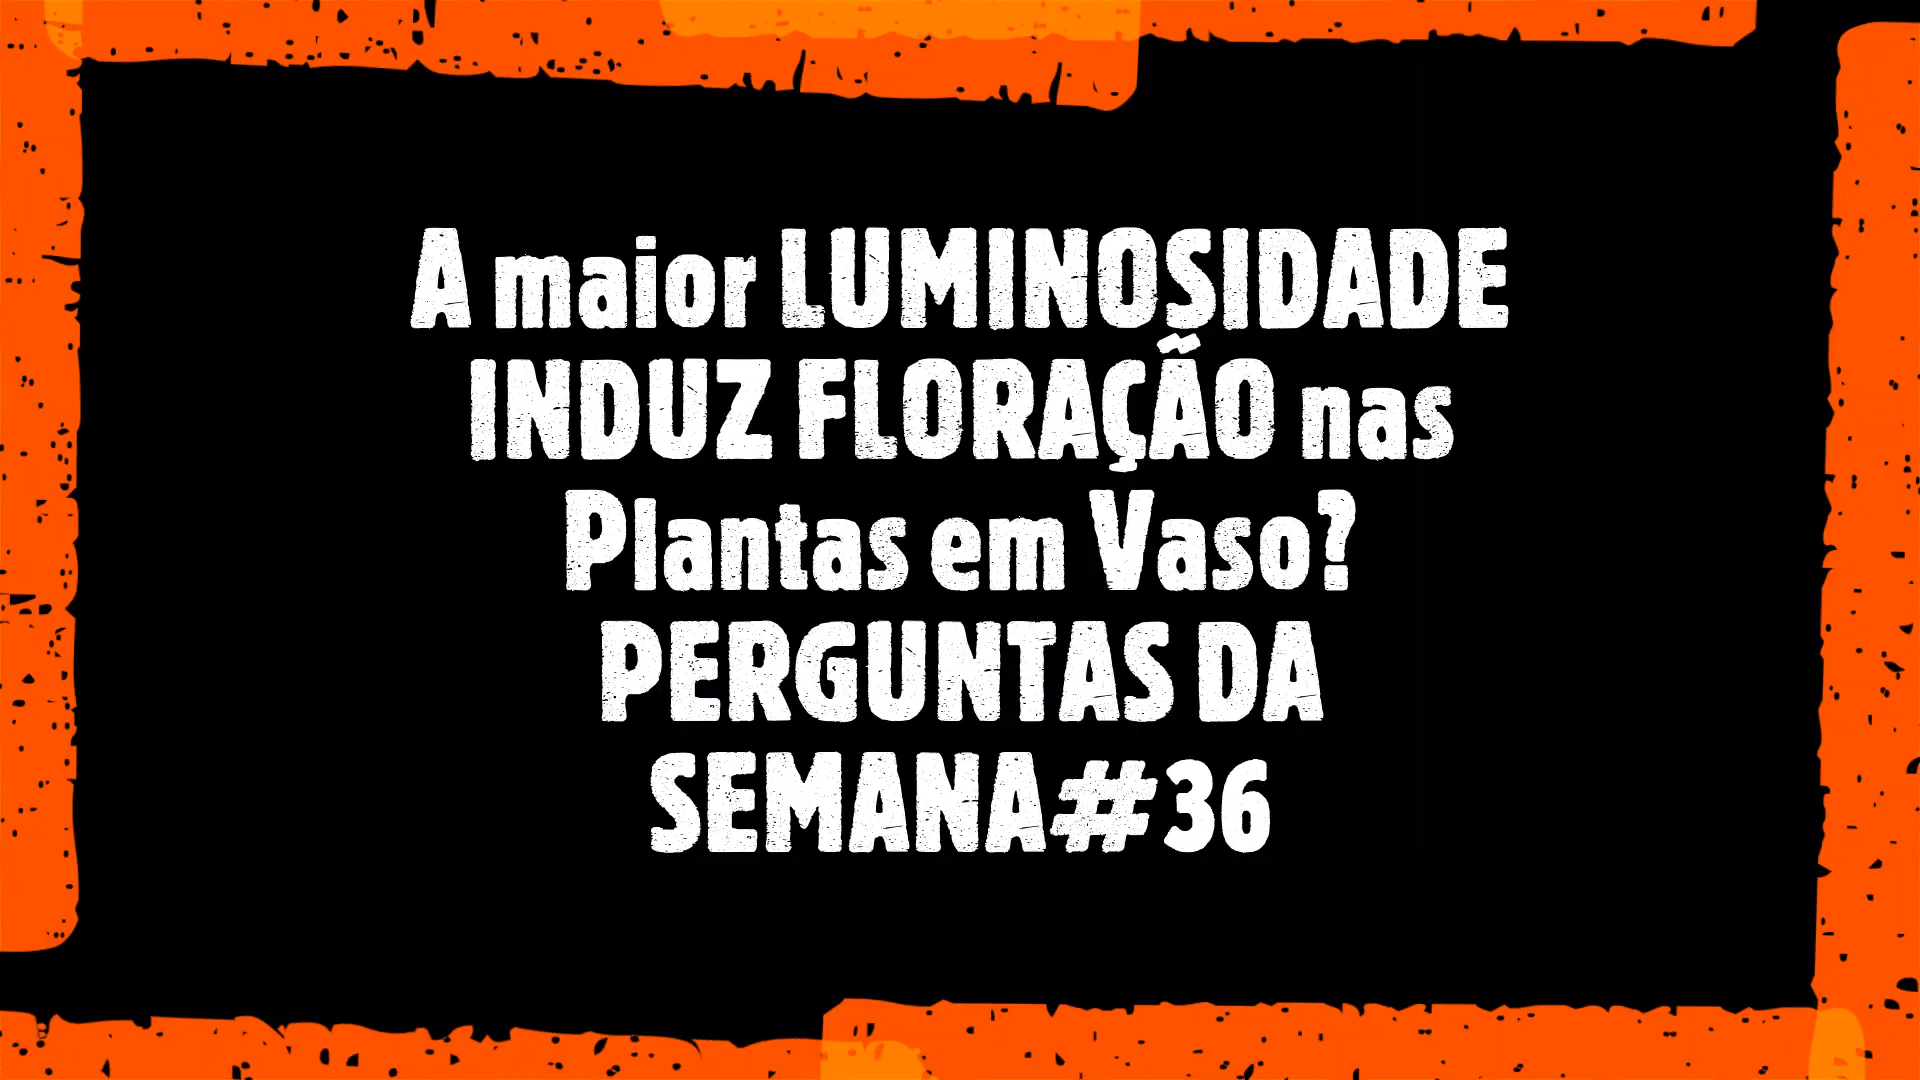 A maior LUMINOSIDADE
INDUZ FLORAÇÃO nas
Plantas em Vaso?
PERGUNTAS DA
SEMANA#36